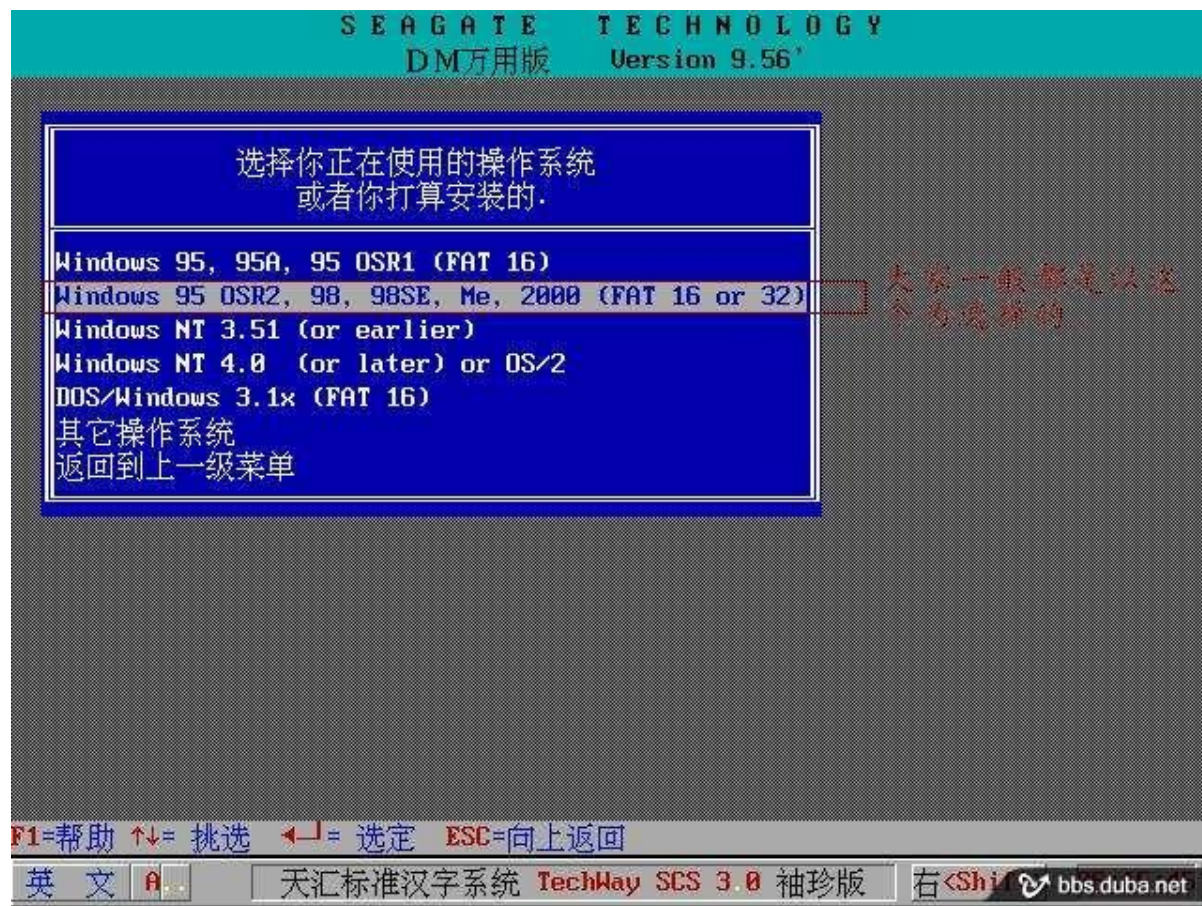 SEAGATE TECHNOLOGY
DM万用版 Version 9.56'
选择你正在使用的操作系统
或者你打算安装的.
Windows 95, 95A, 95 OSR1 (FAT 16)
Windows 95 OSR2, 98, 98SE, Me, 2000 (FAT 16 or 32)
大家一般都是以这
个为选择的
Windows NT 3.51 (or earlier)
Windows NT 4.0 (or later) or OS/2
DOS/Windows 3.1x (FAT 16)
其它操作系统
返回到上一级菜单
F1=帮助 ↑↓= 挑选 ◄┘= 选定 ESC=向上返回
英 文 A.. 天汇标准汉字系统 TechWay SCS 3.0 袖珍版 右<Shi bbs.duba.net